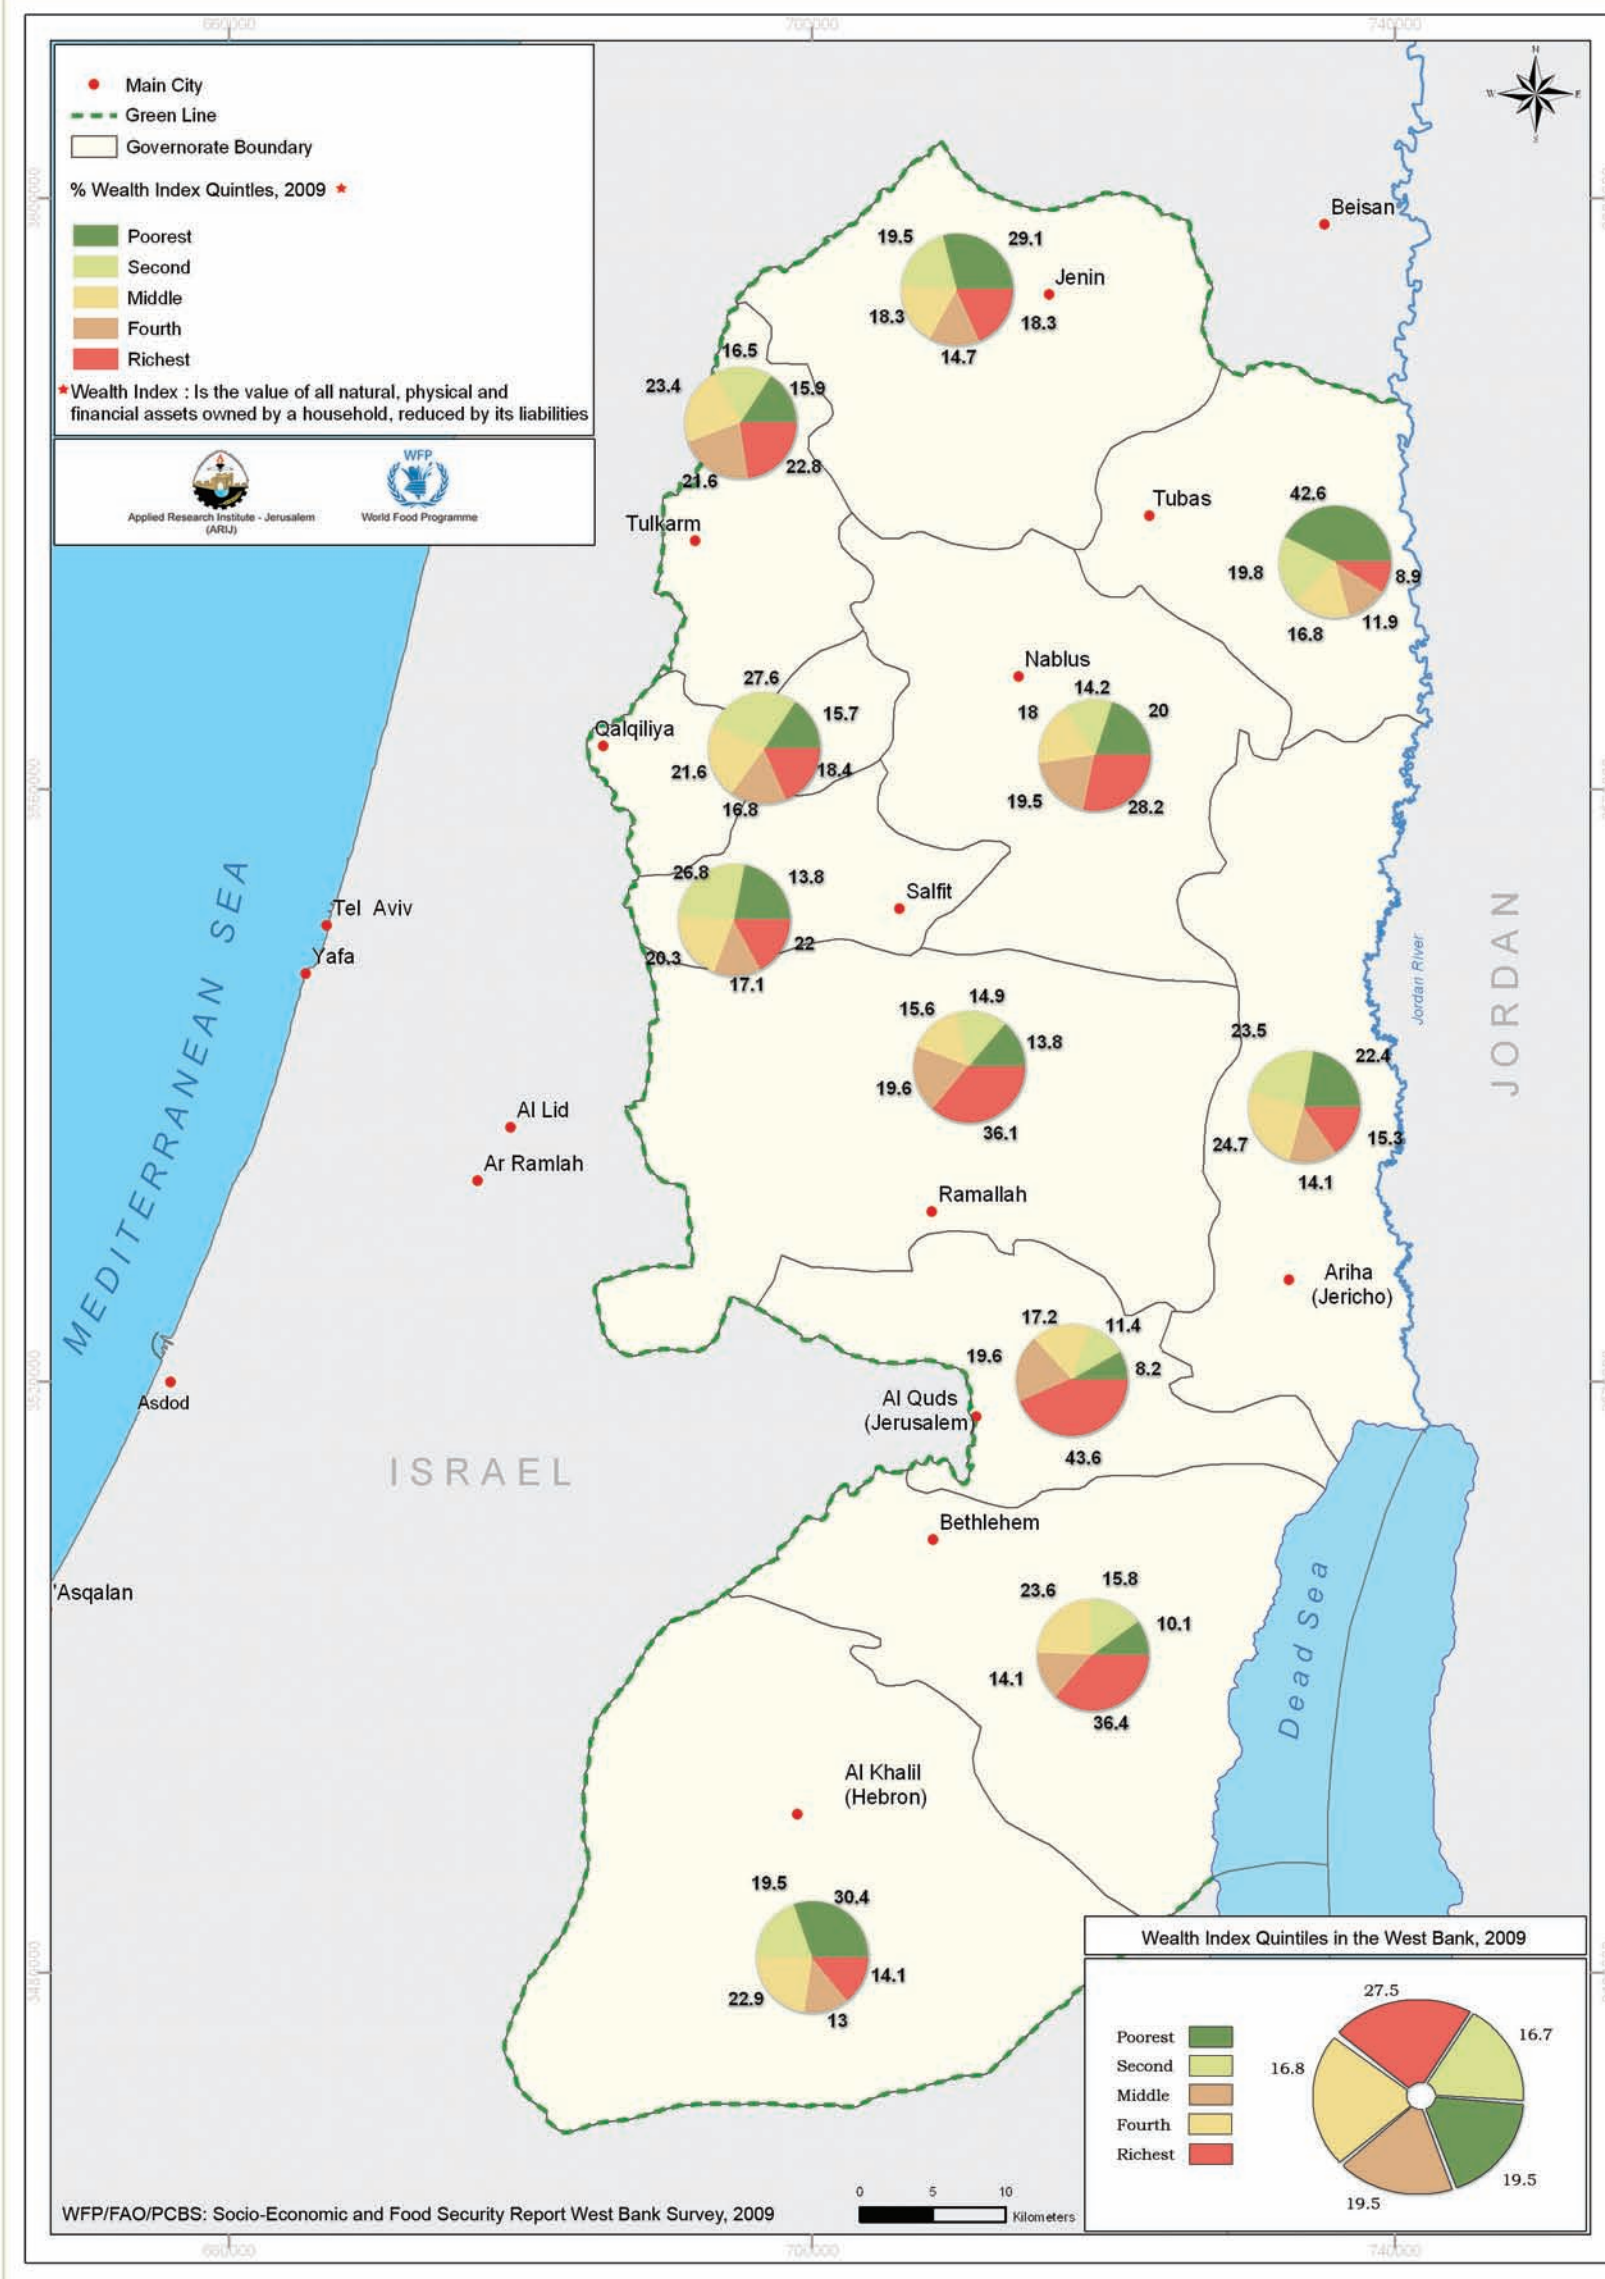 660000
700000
740000
Main City
Green Line
Governorate Boundary
% Wealth Index Quintles, 2009 ★
Poorest
Second
Middle
Fourth
Richest
★ Wealth Index : Is the value of all natural, physical and
financial assets owned by a household, reduced by its liabilities
Applied Research Institute - Jerusalem
(ARIJ)
WFP
World Food Programme
N
W
E
S
Beisan
19.5
29.1
Jenin
18.3
18.3
14.7
16.5
23.4
15.9
22.8
21.6
Tulkarm
Tubas
42.6
19.8
8.9
11.9
16.8
Nablus
14.2
18
20
19.5
28.2
27.6
15.7
Qalqiliya
21.6
18.4
16.8
26.8
13.8
Salfit
22
20.3
17.1
Tel Aviv
Yafa
MEDITERRANEAN SEA
Jordan River
JORDAN
15.6
14.9
13.8
19.6
36.1
23.5
22.4
24.7
15.3
14.1
Al Lid
Ar Ramlah
Ramallah
Ariha
(Jericho)
17.2
11.4
19.6
8.2
43.6
Al Quds
(Jerusalem)
Asdod
ISRAEL
Bethlehem
'Asqalan
23.6
15.8
10.1
14.1
36.4
Dead Sea
Al Khalil
(Hebron)
19.5
30.4
14.1
22.9
13
Wealth Index Quintiles in the West Bank, 2009
Poorest
Second
Middle
Fourth
Richest
27.5
16.7
16.8
19.5
19.5
0 5 10
Kilometers
WFP/FAO/PCBS: Socio-Economic and Food Security Report West Bank Survey, 2009
660000
700000
740000